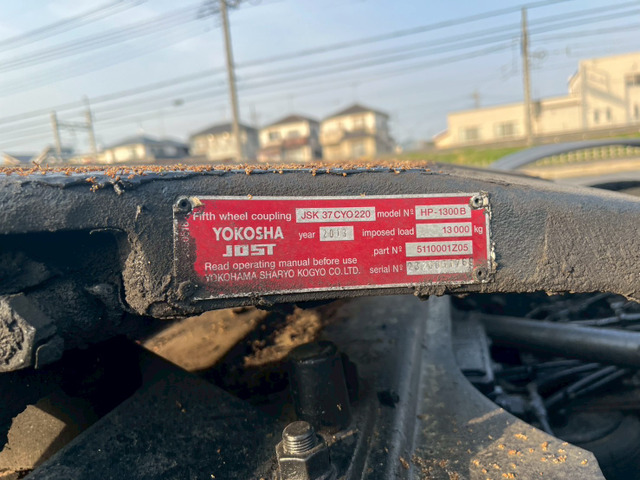 Fifth wheel coupling JSK 37CYO220 model Nº HP-1300B
YOKOSHA year imposed load 13000 kg
JOST part Nº 5110001Z05
Read operating manual before use serial Nº
YOKOHAMA SHARYO KOGYO CO. LTD.